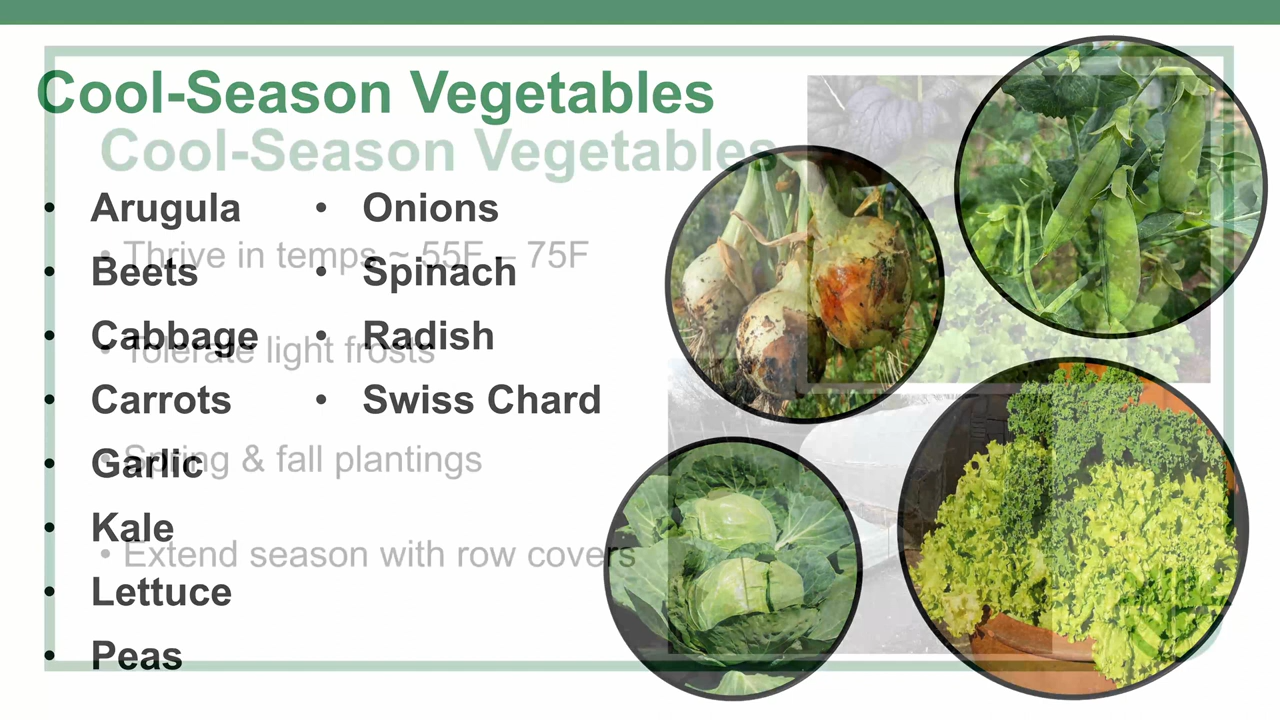 Cool-Season Vegetables
Cool-Season Vegetables
• Arugula
• Beets
• Cabbage
• Carrots
• Garlic
• Kale
• Lettuce
• Peas
• Onions
• Spinach
• Radish
• Swiss Chard
• Thrive in temps ~ 55F – 75F
• Tolerate light frosts
• Spring & fall plantings
• Extend season with row covers